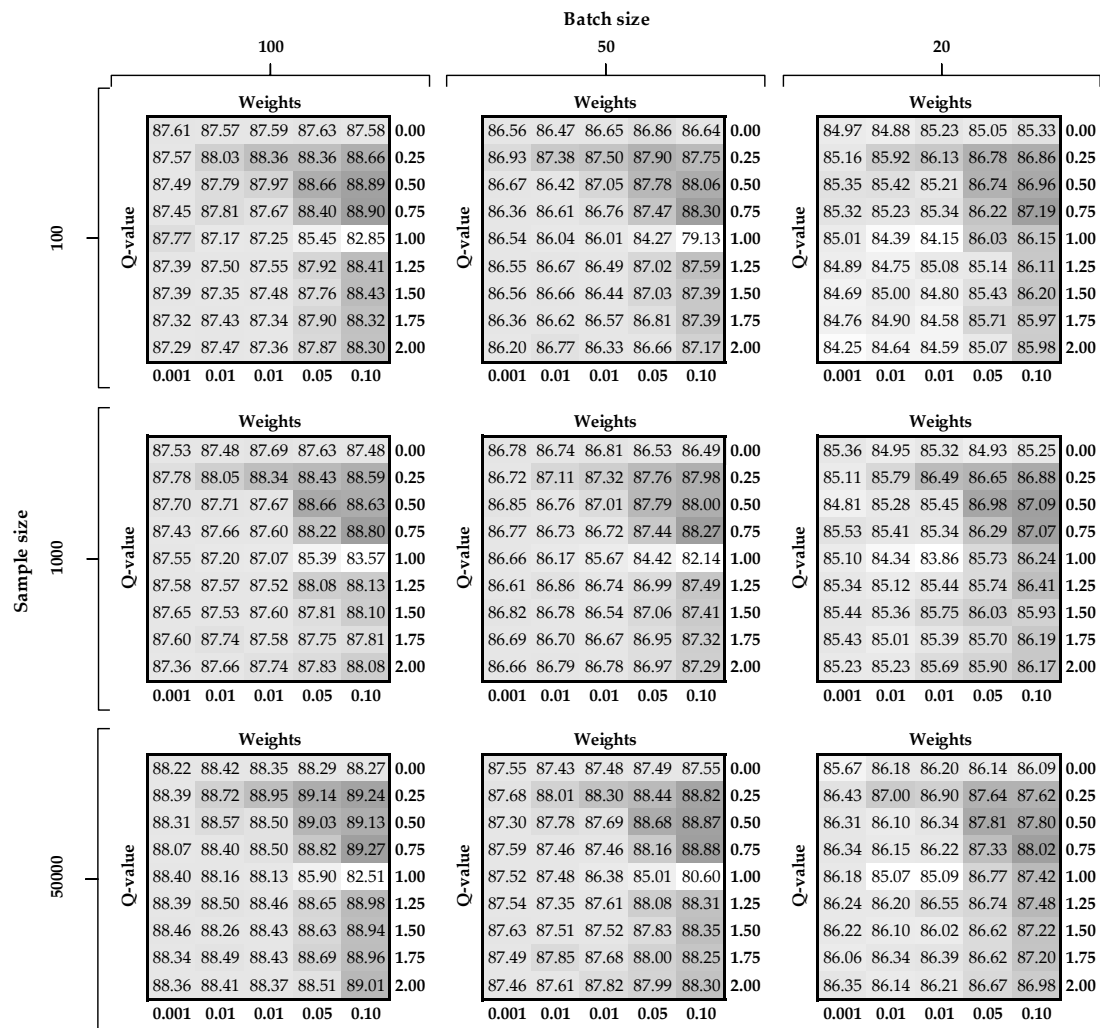 Batch size
100 50 20
Weights Weights Weights
87.61 87.57 87.59 87.63 87.58 0.00 86.56 86.47 86.65 86.86 86.64 0.00 84.97 84.88 85.23 85.05 85.33 0.00
87.57 88.03 88.36 88.36 88.66 0.25 86.93 87.38 87.50 87.90 87.75 0.25 85.16 85.92 86.13 86.78 86.86 0.25
87.49 87.79 87.97 88.66 88.89 0.50 86.67 86.42 87.05 87.78 88.06 0.50 85.35 85.42 85.21 86.74 86.96 0.50
87.45 87.81 87.67 88.40 88.90 0.75 86.36 86.61 86.76 87.47 88.30 0.75 85.32 85.23 85.34 86.22 87.19 0.75
100 Q-value 87.77 87.17 87.25 85.45 82.85 1.00 Q-value 86.54 86.04 86.01 84.27 79.13 1.00 Q-value 85.01 84.39 84.15 86.03 86.15 1.00
87.39 87.50 87.55 87.92 88.41 1.25 86.55 86.67 86.49 87.02 87.59 1.25 84.89 84.75 85.08 85.14 86.11 1.25
87.39 87.35 87.48 87.76 88.43 1.50 86.56 86.66 86.44 87.03 87.39 1.50 84.69 85.00 84.80 85.43 86.20 1.50
87.32 87.43 87.34 87.90 88.32 1.75 86.36 86.62 86.57 86.81 87.39 1.75 84.76 84.90 84.58 85.71 85.97 1.75
87.29 87.47 87.36 87.87 88.30 2.00 86.20 86.77 86.33 86.66 87.17 2.00 84.25 84.64 84.59 85.07 85.98 2.00
0.001 0.01 0.01 0.05 0.10 0.001 0.01 0.01 0.05 0.10 0.001 0.01 0.01 0.05 0.10
Weights Weights Weights
87.53 87.48 87.69 87.63 87.48 0.00 86.78 86.74 86.81 86.53 86.49 0.00 85.36 84.95 85.32 84.93 85.25 0.00
87.78 88.05 88.34 88.43 88.59 0.25 86.72 87.11 87.32 87.76 87.98 0.25 85.11 85.79 86.49 86.65 86.88 0.25
87.70 87.71 87.67 88.66 88.63 0.50 86.85 86.76 87.01 87.79 88.00 0.50 84.81 85.28 85.45 86.98 87.09 0.50
87.43 87.66 87.60 88.22 88.80 0.75 86.77 86.73 86.72 87.44 88.27 0.75 85.53 85.41 85.34 86.29 87.07 0.75
Sample size 1000 Q-value 87.55 87.20 87.07 85.39 83.57 1.00 Q-value 86.66 86.17 85.67 84.42 82.14 1.00 Q-value 85.10 84.34 83.86 85.73 86.24 1.00
87.58 87.57 87.52 88.08 88.13 1.25 86.61 86.86 86.74 86.99 87.49 1.25 85.34 85.12 85.44 85.74 86.41 1.25
87.65 87.53 87.60 87.81 88.10 1.50 86.82 86.78 86.54 87.06 87.41 1.50 85.44 85.36 85.75 86.03 85.93 1.50
87.60 87.74 87.58 87.75 87.81 1.75 86.69 86.70 86.67 86.95 87.32 1.75 85.43 85.01 85.39 85.70 86.19 1.75
87.36 87.66 87.74 87.83 88.08 2.00 86.66 86.79 86.78 86.97 87.29 2.00 85.23 85.23 85.69 85.90 86.17 2.00
0.001 0.01 0.01 0.05 0.10 0.001 0.01 0.01 0.05 0.10 0.001 0.01 0.01 0.05 0.10
Weights Weights Weights
88.22 88.42 88.35 88.29 88.27 0.00 87.55 87.43 87.48 87.49 87.55 0.00 85.67 86.18 86.20 86.14 86.09 0.00
88.39 88.72 88.95 89.14 89.24 0.25 87.68 88.01 88.30 88.44 88.82 0.25 86.43 87.00 86.90 87.64 87.62 0.25
88.31 88.57 88.50 89.03 89.13 0.50 87.30 87.78 87.69 88.68 88.87 0.50 86.31 86.10 86.34 87.81 87.80 0.50
88.07 88.40 88.50 88.82 89.27 0.75 87.59 87.46 87.46 88.16 88.88 0.75 86.34 86.15 86.22 87.33 88.02 0.75
50000 Q-value 88.40 88.16 88.13 85.90 82.51 1.00 Q-value 87.52 87.48 86.38 85.01 80.60 1.00 Q-value 86.18 85.07 85.09 86.77 87.42 1.00
88.39 88.50 88.46 88.65 88.98 1.25 87.54 87.35 87.61 88.08 88.31 1.25 86.24 86.20 86.55 86.74 87.48 1.25
88.46 88.26 88.43 88.63 88.94 1.50 87.63 87.51 87.52 87.83 88.35 1.50 86.22 86.10 86.02 86.62 87.22 1.50
88.34 88.49 88.43 88.69 88.96 1.75 87.49 87.85 87.68 88.00 88.25 1.75 86.06 86.34 86.39 86.62 87.20 1.75
88.36 88.41 88.37 88.51 89.01 2.00 87.46 87.61 87.82 87.99 88.30 2.00 86.35 86.14 86.21 86.67 86.98 2.00
0.001 0.01 0.01 0.05 0.10 0.001 0.01 0.01 0.05 0.10 0.001 0.01 0.01 0.05 0.10